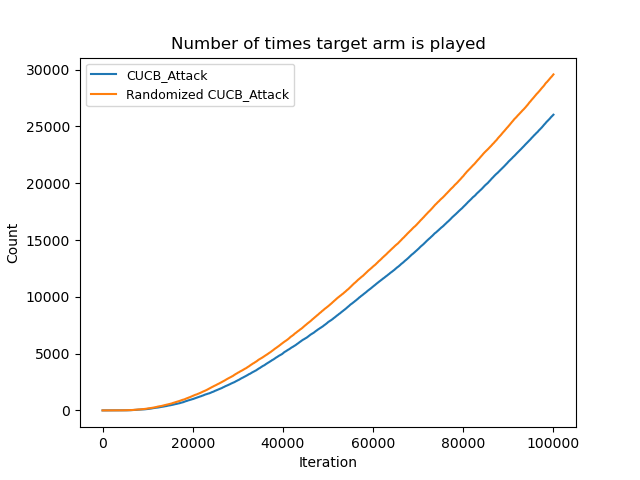 Number of times target arm is played
CUCB_Attack
Randomized CUCB_Attack
30000
25000
20000
15000
10000
5000
0
Count
0 20000 40000 60000 80000 100000
Iteration